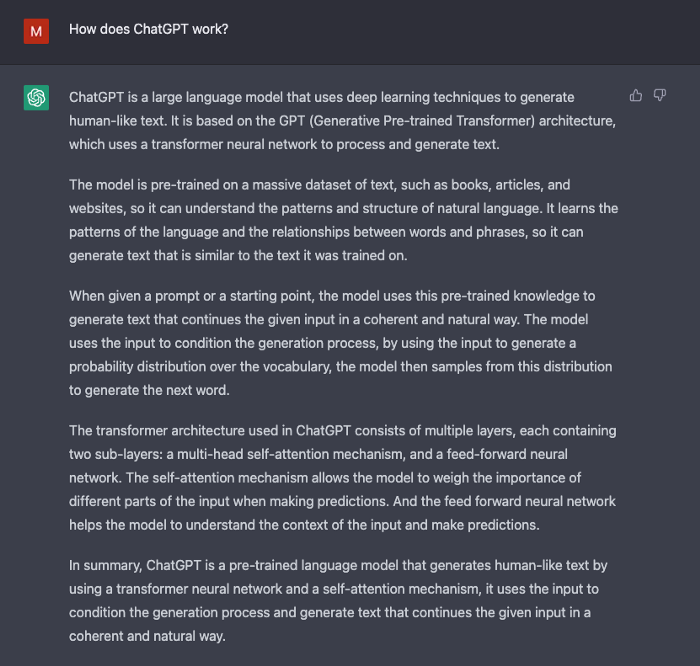 M
How does ChatGPT work?
ChatGPT is a large language model that uses deep learning techniques to generate
human-like text. It is based on the GPT (Generative Pre-trained Transformer) architecture,
which uses a transformer neural network to process and generate text.
The model is pre-trained on a massive dataset of text, such as books, articles, and
websites, so it can understand the patterns and structure of natural language. It learns the
patterns of the language and the relationships between words and phrases, so it can
generate text that is similar to the text it was trained on.
When given a prompt or a starting point, the model uses this pre-trained knowledge to
generate text that continues the given input in a coherent and natural way. The model
uses the input to condition the generation process, by using the input to generate a
probability distribution over the vocabulary, the model then samples from this distribution
to generate the next word.
The transformer architecture used in ChatGPT consists of multiple layers, each containing
two sub-layers: a multi-head self-attention mechanism, and a feed-forward neural
network. The self-attention mechanism allows the model to weigh the importance of
different parts of the input when making predictions. And the feed forward neural network
helps the model to understand the context of the input and make predictions.
In summary, ChatGPT is a pre-trained language model that generates human-like text by
using a transformer neural network and a self-attention mechanism, it uses the input to
condition the generation process and generate text that continues the given input in a
coherent and natural way.